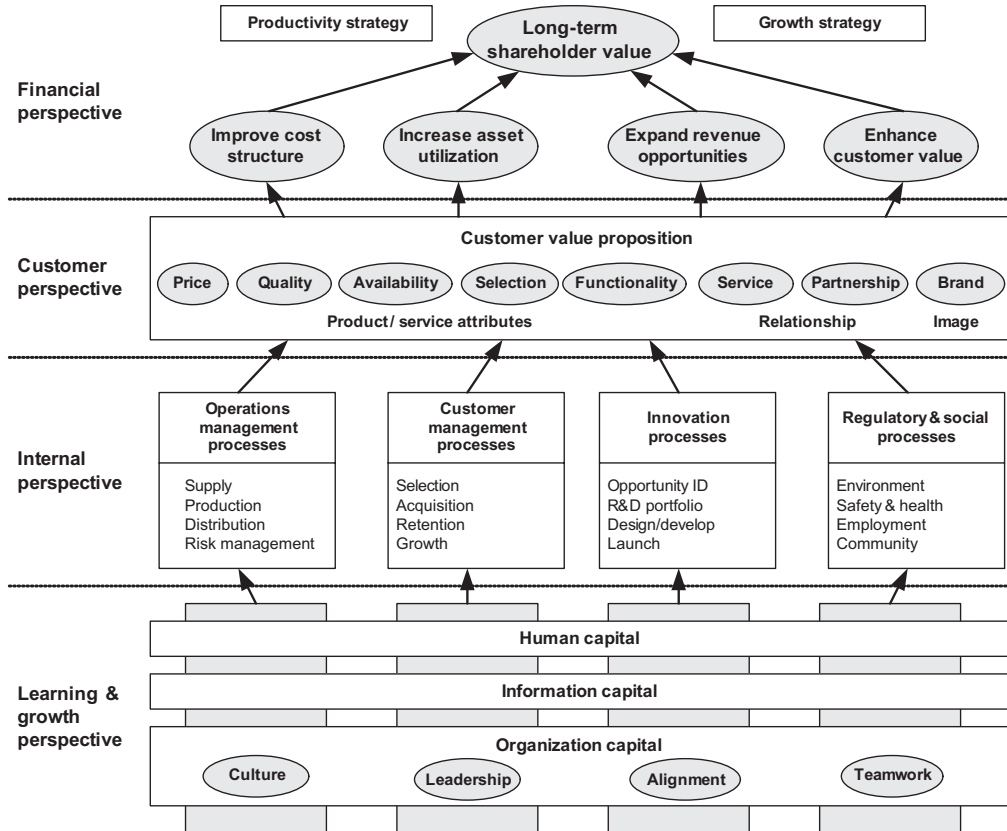 Productivity strategy
Long-term
shareholder value
Growth strategy
Financial
perspective
Improve cost
structure
Increase asset
utilization
Expand revenue
opportunities
Enhance
customer value
Customer
perspective
Customer value proposition
Price
Quality
Availability
Selection
Functionality
Service
Partnership
Brand
Product/ service attributes
Relationship
Image
Internal
perspective
Operations
management
processes
Supply
Production
Distribution
Risk management
Customer
management
processes
Selection
Acquisition
Retention
Growth
Innovation
processes
Opportunity ID
R&D portfolio
Design/develop
Launch
Regulatory & social
processes
Environment
Safety & health
Employment
Community
Learning &
growth
perspective
Human capital
Information capital
Organization capital
Culture
Leadership
Alignment
Teamwork